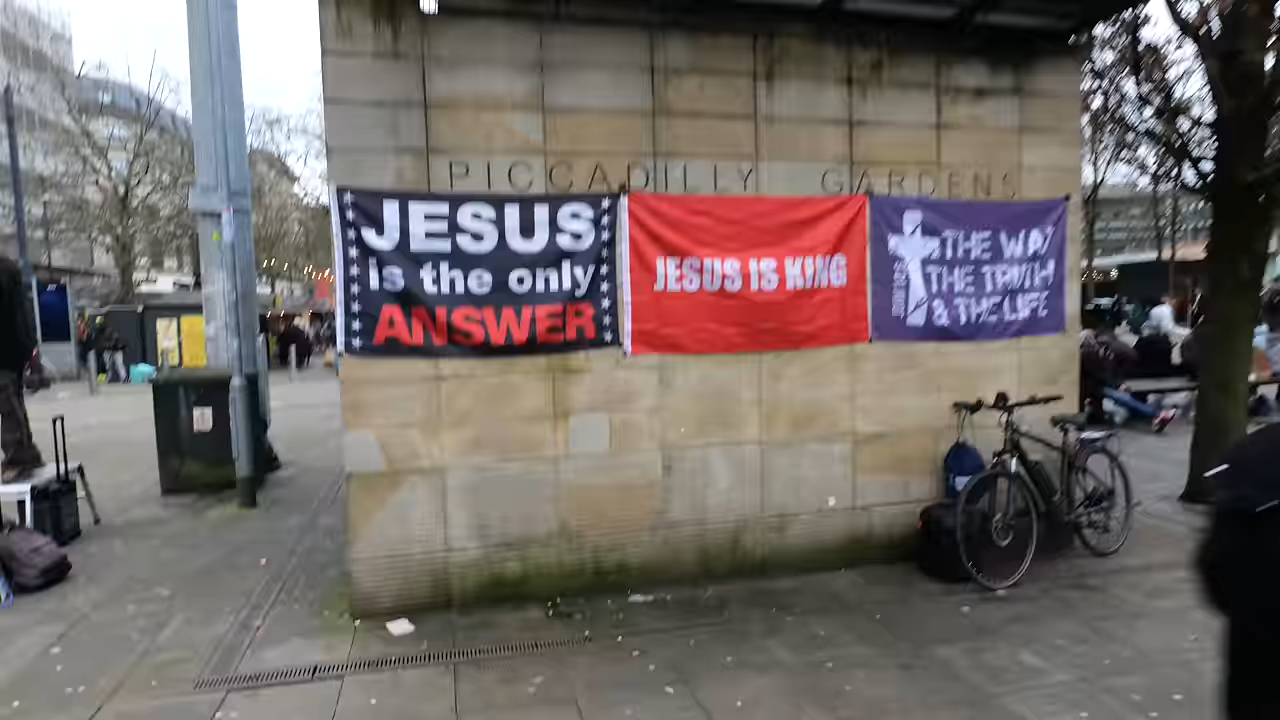 PICCADILLY GARDENS
JESUS
is the only
ANSWER
JESUS IS KING
THE WAY
THE TRUTH
& THE LIFE